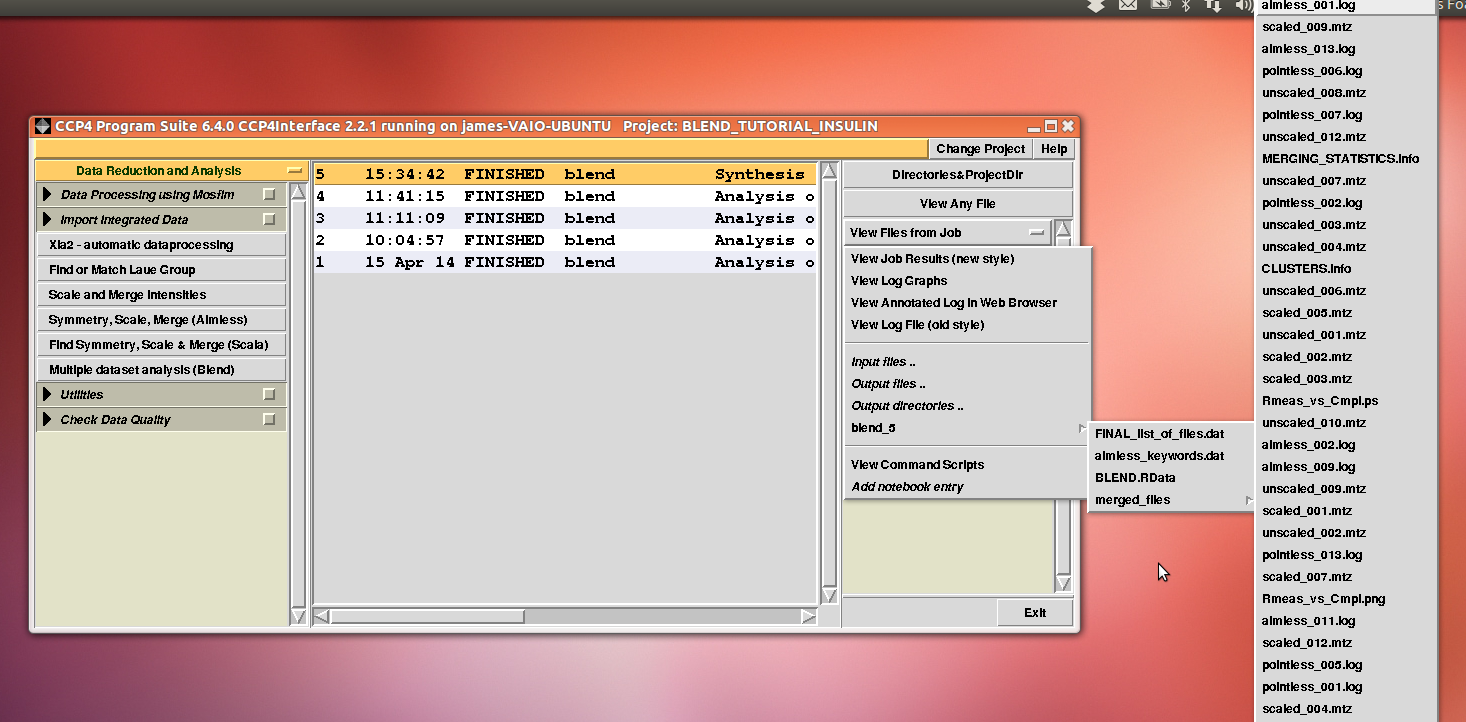 CCP4 Program Suite 6.4.0 CCP4Interface 2.2.1 running on james-VAIO-UBUNTU Project: BLEND_TUTORIAL_INSULIN
Change Project
Help
Data Reduction and Analysis
Data Processing using Mosflm
Import Integrated Data
Xia2 - automatic dataprocessing
Find or Match Laue Group
Scale and Merge Intensities
Symmetry, Scale, Merge (Aimless)
Find Symmetry, Scale & Merge (Scala)
Multiple dataset analysis (Blend)
Utilities
Check Data Quality
5 15:34:42 FINISHED blend Synthesis
4 11:41:15 FINISHED blend Analysis o
3 11:11:09 FINISHED blend Analysis o
2 10:04:57 FINISHED blend Analysis o
1 15 Apr 14 FINISHED blend Analysis o
Directories&ProjectDir
View Any File
View Files from Job
View Job Results (new style)
View Log Graphs
View Annotated Log in Web Browser
View Log File (old style)
Input files ..
Output files ..
Output directories ..
blend_5
View Command Scripts
Add notebook entry
Exit
FINAL_list_of_files.dat
aimless_keywords.dat
BLEND.RData
merged_files
aimless_001.log
scaled_009.mtz
aimless_013.log
pointless_006.log
unscaled_008.mtz
pointless_007.log
unscaled_012.mtz
MERGING_STATISTICS.info
unscaled_007.mtz
pointless_002.log
unscaled_003.mtz
unscaled_004.mtz
CLUSTERS.info
unscaled_006.mtz
scaled_005.mtz
unscaled_001.mtz
scaled_002.mtz
scaled_003.mtz
Rmeas_vs_Cmpl.ps
unscaled_010.mtz
aimless_002.log
aimless_009.log
unscaled_009.mtz
scaled_001.mtz
unscaled_002.mtz
pointless_013.log
scaled_007.mtz
Rmeas_vs_Cmpl.png
aimless_011.log
scaled_012.mtz
pointless_005.log
pointless_001.log
scaled_004.mtz